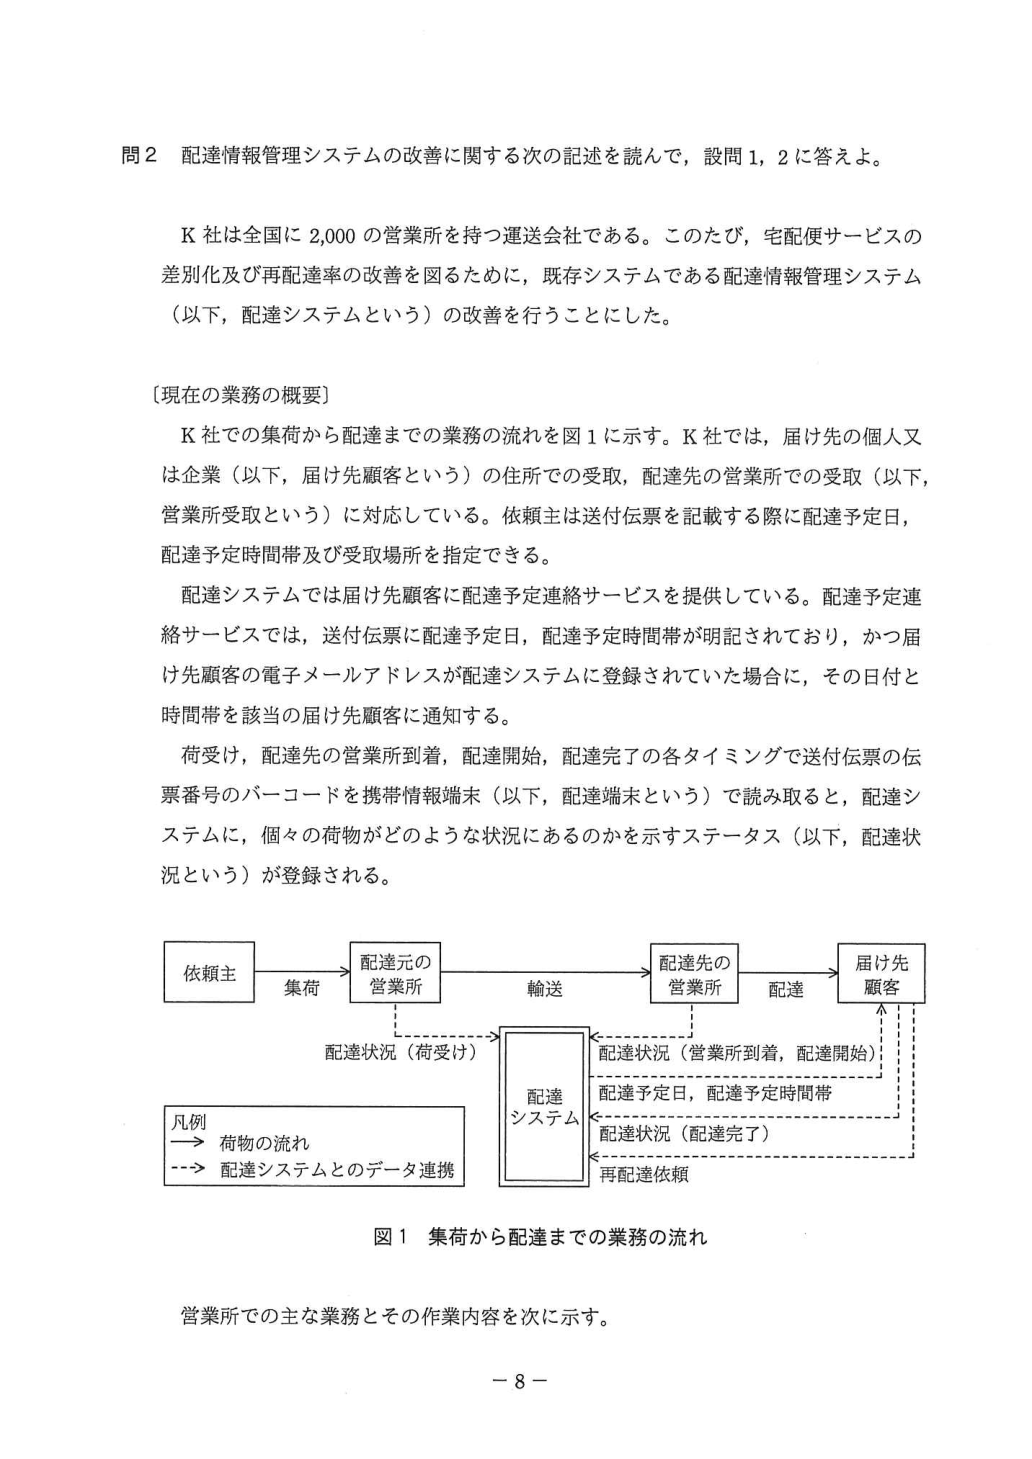 問2 配達情報管理システムの改善に関する次の記述を読んで，設問1，2に答えよ。
K社は全国に2,000の営業所を持つ運送会社である。このたび，宅配便サービスの
差別化及び再配達率の改善を図るために，既存システムである配達情報管理システム
（以下，配達システムという）の改善を行うことにした。
〔現在の業務の概要〕
K社での集荷から配達までの業務の流れを図1に示す。K社では，届け先の個人又
は企業（以下，届け先顧客という）の住所での受取，配達先の営業所での受取（以下，
営業所受取という）に対応している。依頼主は送付伝票を記載する際に配達予定日，
配達予定時間帯及び受取場所を指定できる。
配達システムでは届け先顧客に配達予定連絡サービスを提供している。配達予定連
絡サービスでは，送付伝票に配達予定日，配達予定時間帯が明記されており，かつ届
け先顧客の電子メールアドレスが配達システムに登録されていた場合に，その日付と
時間帯を該当の届け先顧客に通知する。
荷受け，配達先の営業所到着，配達開始，配達完了の各タイミングで送付伝票の伝
票番号のバーコードを携帯情報端末（以下，配達端末という）で読み取ると，配達シ
ステムに，個々の荷物がどのような状況にあるのかを示すステータス（以下，配達状
況という）が登録される。
依頼主
集荷
配達元の
営業所
輸送
配達先の
営業所
配達
届け先
顧客
配達状況（荷受け）
配達状況（営業所到着，配達開始）
配達
システム
配達予定日，配達予定時間帯
配達状況（配達完了）
再配達依頼
凡例
荷物の流れ
配達システムとのデータ連携
図1 集荷から配達までの業務の流れ
営業所での主な業務とその作業内容を次に示す。
－8－